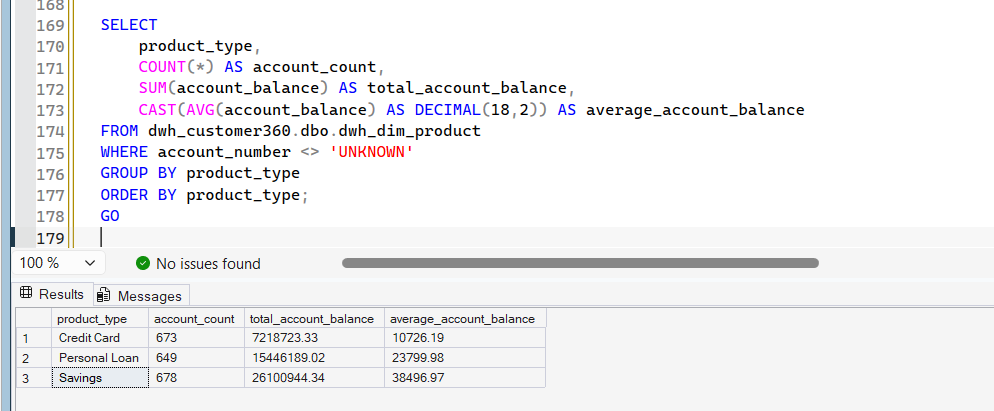 168
169 SELECT
170 product_type,
171 COUNT(*) AS account_count,
172 SUM(account_balance) AS total_account_balance,
173 CAST(AVG(account_balance) AS DECIMAL(18,2)) AS average_account_balance
174 FROM dwh_customer360.dbo.dwh_dim_product
175 WHERE account_number <> 'UNKNOWN'
176 GROUP BY product_type
177 ORDER BY product_type;
178 GO
179
100 % No issues found
Results Messages
product_type account_count total_account_balance average_account_balance
1 Credit Card 673 7218723.33 10726.19
2 Personal Loan 649 15446189.02 23799.98
3 Savings 678 26100944.34 38496.97